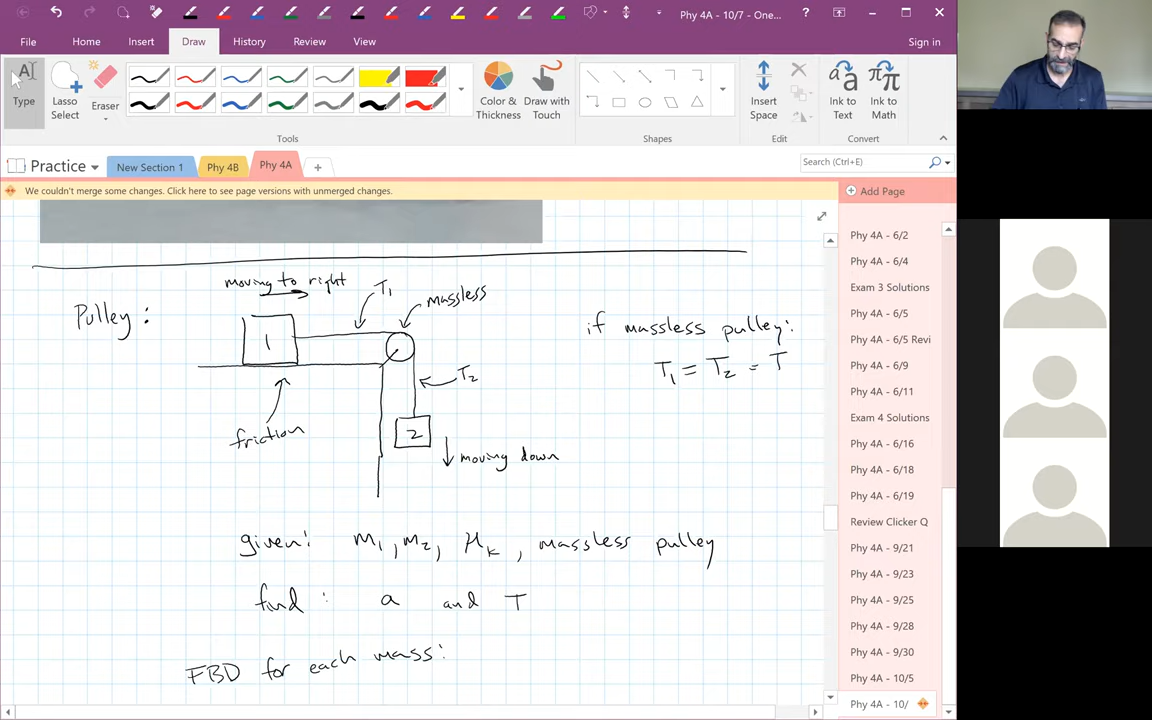 Phy 4A - 10/7 - One...
File Home Insert Draw History Review View Sign in
Type
Lasso Select
Eraser
Color & Thickness
Draw with Touch
Insert Space
Ink to Text
Ink to Math
Tools Shapes Edit Convert
Practice New Section 1 Phy 4B Phy 4A Search (Ctrl+E)
We couldn't merge some changes. Click here to see page versions with unmerged changes.
Add Page
Phy 4A - 6/2
Phy 4A - 6/4
Exam 3 Solutions
Phy 4A - 6/5
Phy 4A - 6/5 Revi
Phy 4A - 6/9
Phy 4A - 6/11
Exam 4 Solutions
Phy 4A - 6/16
Phy 4A - 6/18
Phy 4A - 6/19
Review Clicker Q
Phy 4A - 9/21
Phy 4A - 9/23
Phy 4A - 9/25
Phy 4A - 9/28
Phy 4A - 9/30
Phy 4A - 10/5
Phy 4A - 10/
moving to right
T₁
massless
Pulley :
1
if massless pulley:
T₁ = T₂ = T
T₂
friction
2
moving down
given: m₁, m₂, μₖ, massless pulley
find : a and T
FBD for each mass: